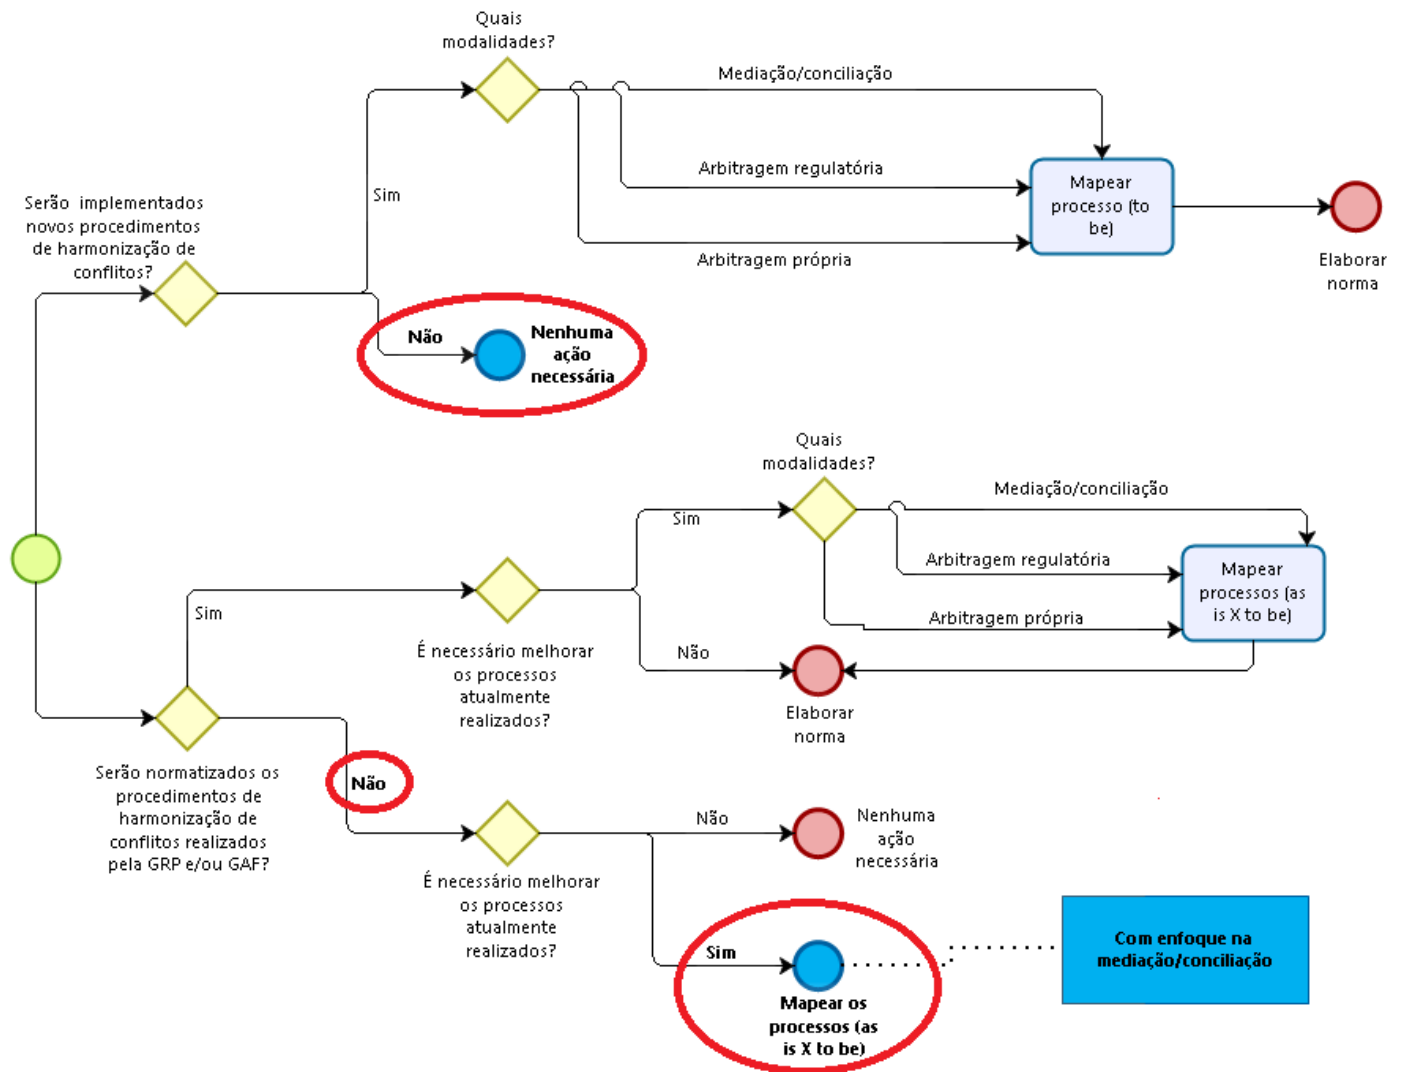 Quais
modalidades?
Mediação/conciliação
Arbitragem regulatória
Arbitragem própria
Mapear
processo (to
be)
Elaborar
norma
Sim
Serão  implementados
novos procedimentos
de harmonização de
conflitos?
Não
Nenhuma
ação
necessária
Quais
modalidades?
Mediação/conciliação
Arbitragem regulatória
Arbitragem própria
Mapear
processos (as
is X to be)
Sim
Sim
É necessário melhorar
os processos
atualmente
realizados?
Não
Elaborar
norma
Serão normatizados os
procedimentos de
harmonização de
conflitos realizados
pela GRP e/ou GAF?
Não
É necessário melhorar
os processos
atualmente
realizados?
Não
Nenhuma
ação
necessária
Sim
Mapear os
processos (as
is X to be)
Com enfoque na
mediação/conciliação